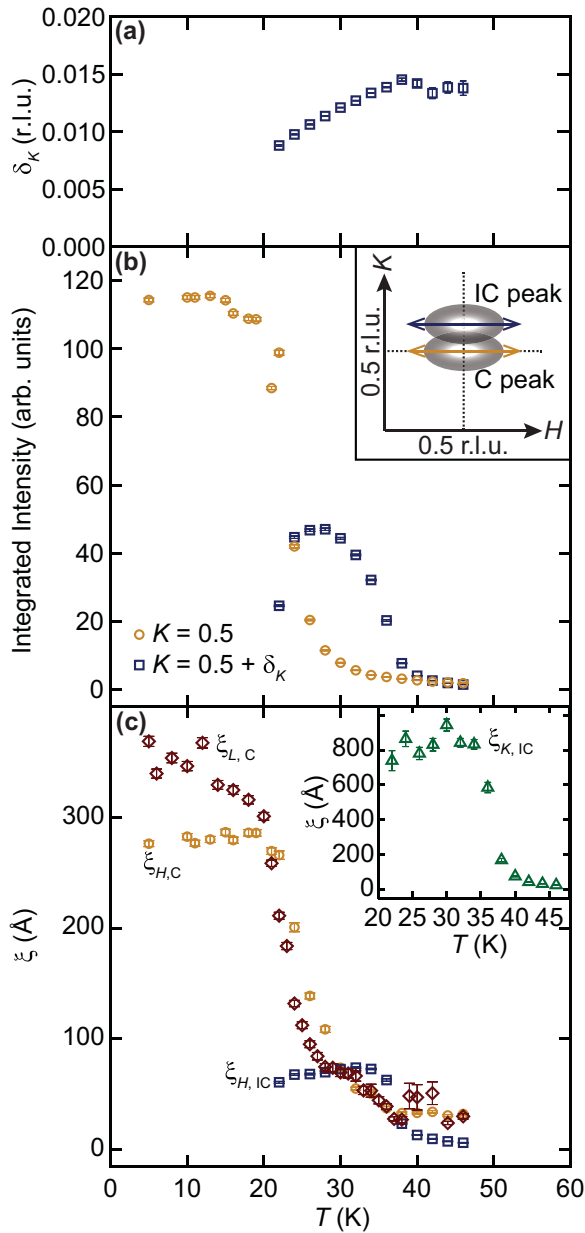 (a)
0.020
0.015
0.010
0.005
0.000
δK (r.l.u.)
(b)
120
100
80
60
40
20
0
Integrated Intensity (arb. units)
K
IC peak
C peak
0.5 r.l.u.
H
0.5 r.l.u.
K = 0.5
K = 0.5 + δK
(c)
300
200
100
0
ξ (Å)
ξL, C
ξH,C
ξH, IC
ξK, IC
800
600
400
200
0
ξ (Å)
20 25 30 35 40 45
T (K)
0 10 20 30 40 50 60
T (K)